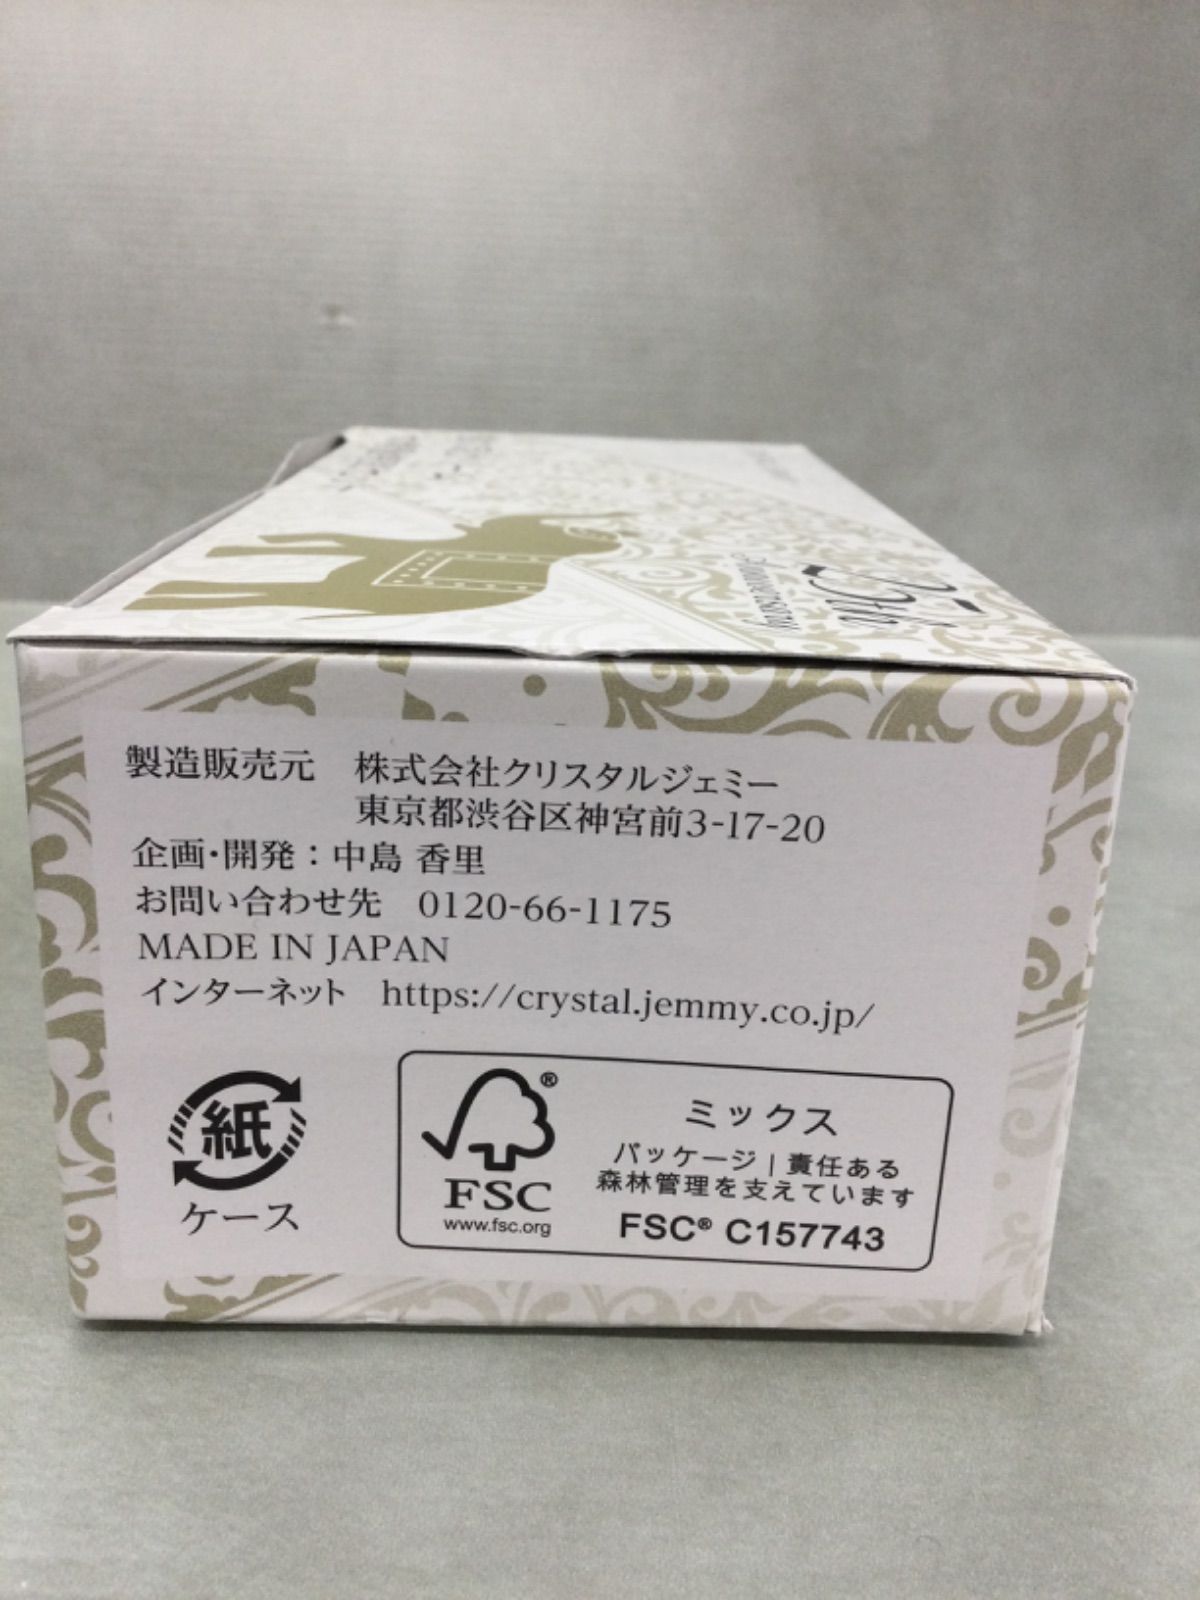 製造販売元　株式会社クリスタルジェミー
東京都渋谷区神宮前3-17-20
企画・開発：中島 香里
お問い合わせ先　0120-66-1175
MADE IN JAPAN
インターネット　https://crystal.jemmy.co.jp/
紙
ケース
FSC®
www.fsc.org
ミックス
パッケージ | 責任ある
森林管理を支えています
FSC® C157743